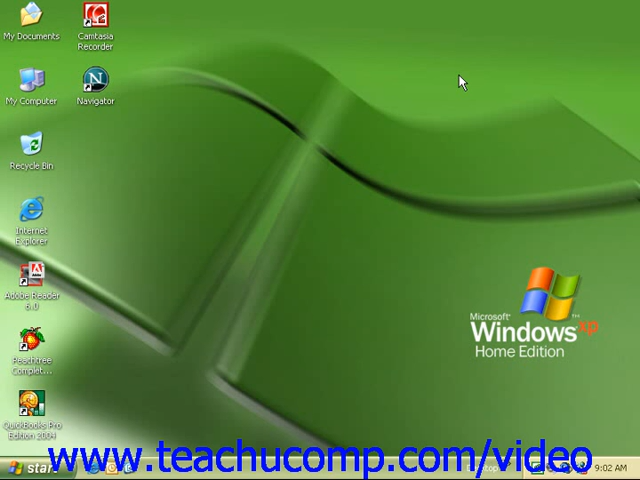 My Documents
Camtasia
Recorder
My Computer
N
Navigator
Recycle Bin
Internet
Explorer
Adobe Reader
6.0
Peachtree
Complet...
QuickBooks Pro
Edition 2004
Microsoft®
Windows xp
Home Edition
start
9:02 AM
www.teachucomp.com/video